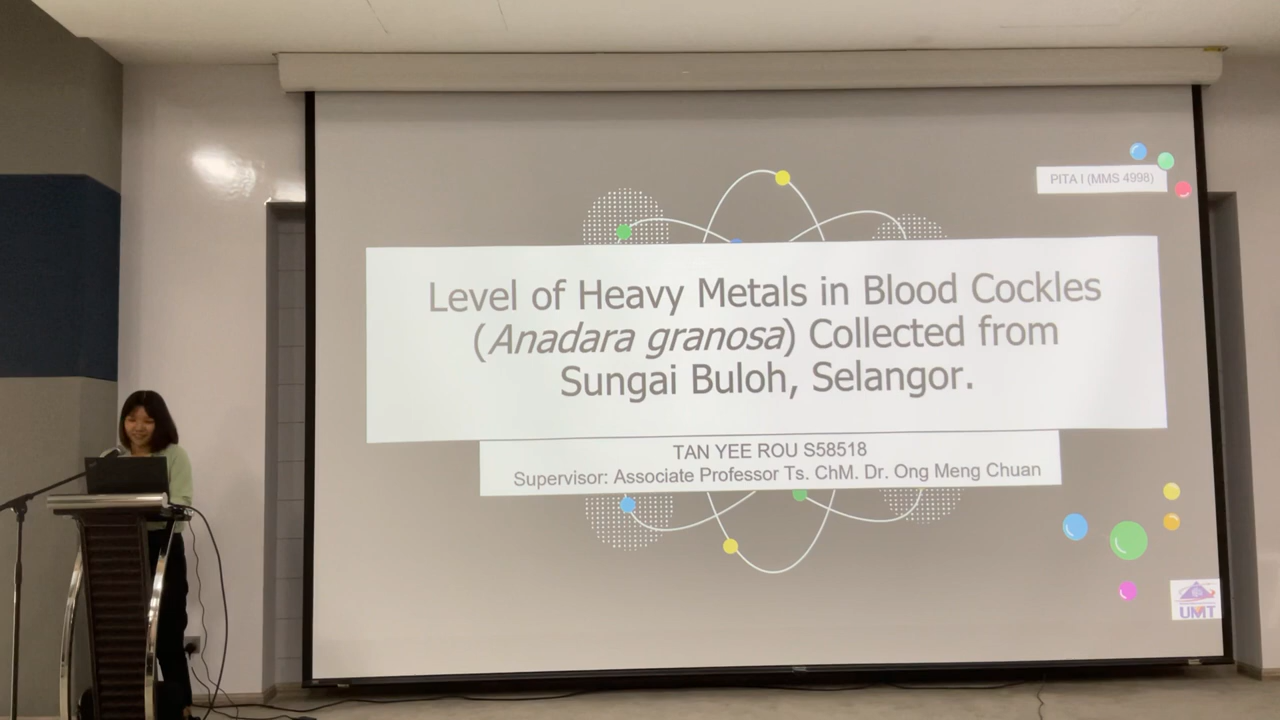 PITA I (MMS 4998)
Level of Heavy Metals in Blood Cockles
(Anadara granosa) Collected from
Sungai Buloh, Selangor.
TAN YEE ROU S58518
Supervisor: Associate Professor Ts. ChM. Dr. Ong Meng Chuan
UMT